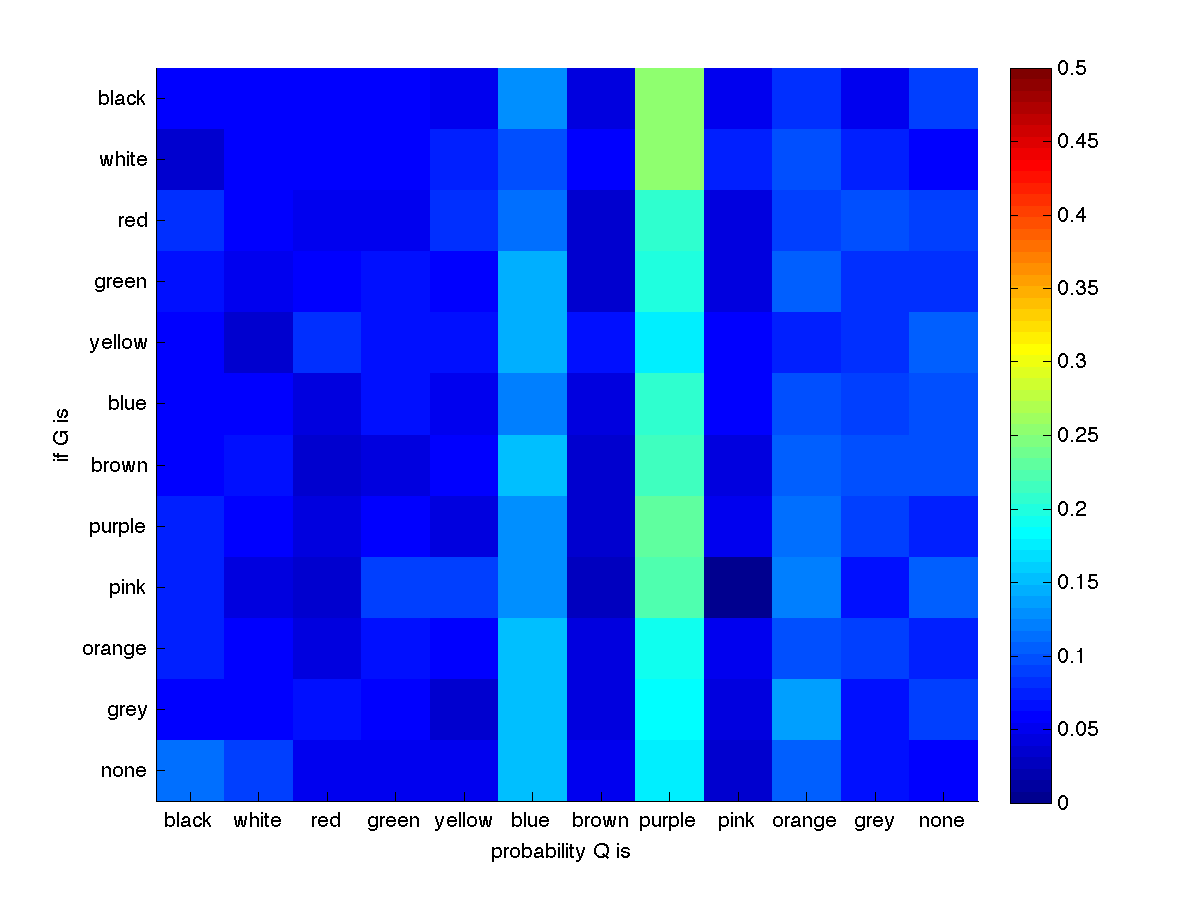 black
white
red
green
yellow
blue
brown
purple
pink
orange
grey
none
if G is
black white red green yellow blue brown purple pink orange grey none
probability Q is
0.5
0.45
0.4
0.35
0.3
0.25
0.2
0.15
0.1
0.05
0